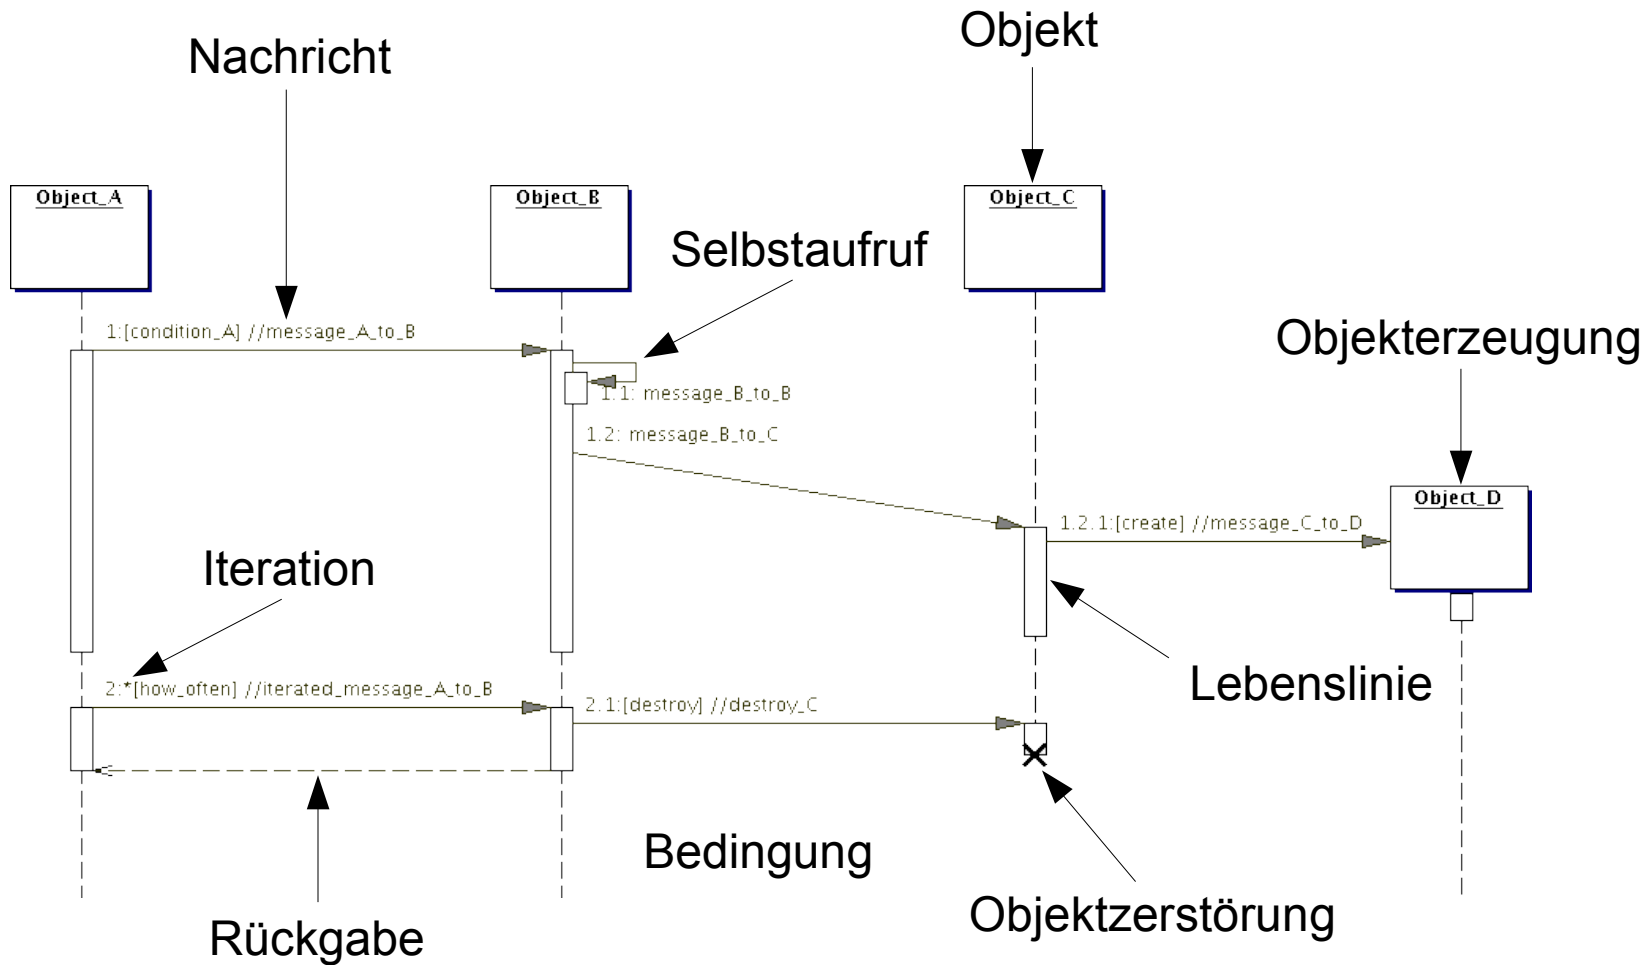 Objekt
Nachricht
Object_A
Object_B
Object_C
Selbstaufruf
1:[condition_A] //message_A_to_B
Objekterzeugung
1.1: message_B_to_B
1.2: message_B_to_C
Object_D
1.2.1:[create] //message_C_to_D
Iteration
Lebenslinie
2:*[how_often] //iterated_message_A_to_B
2.1:[destroy] //destroy_C
Bedingung
Objektzerstörung
Rückgabe